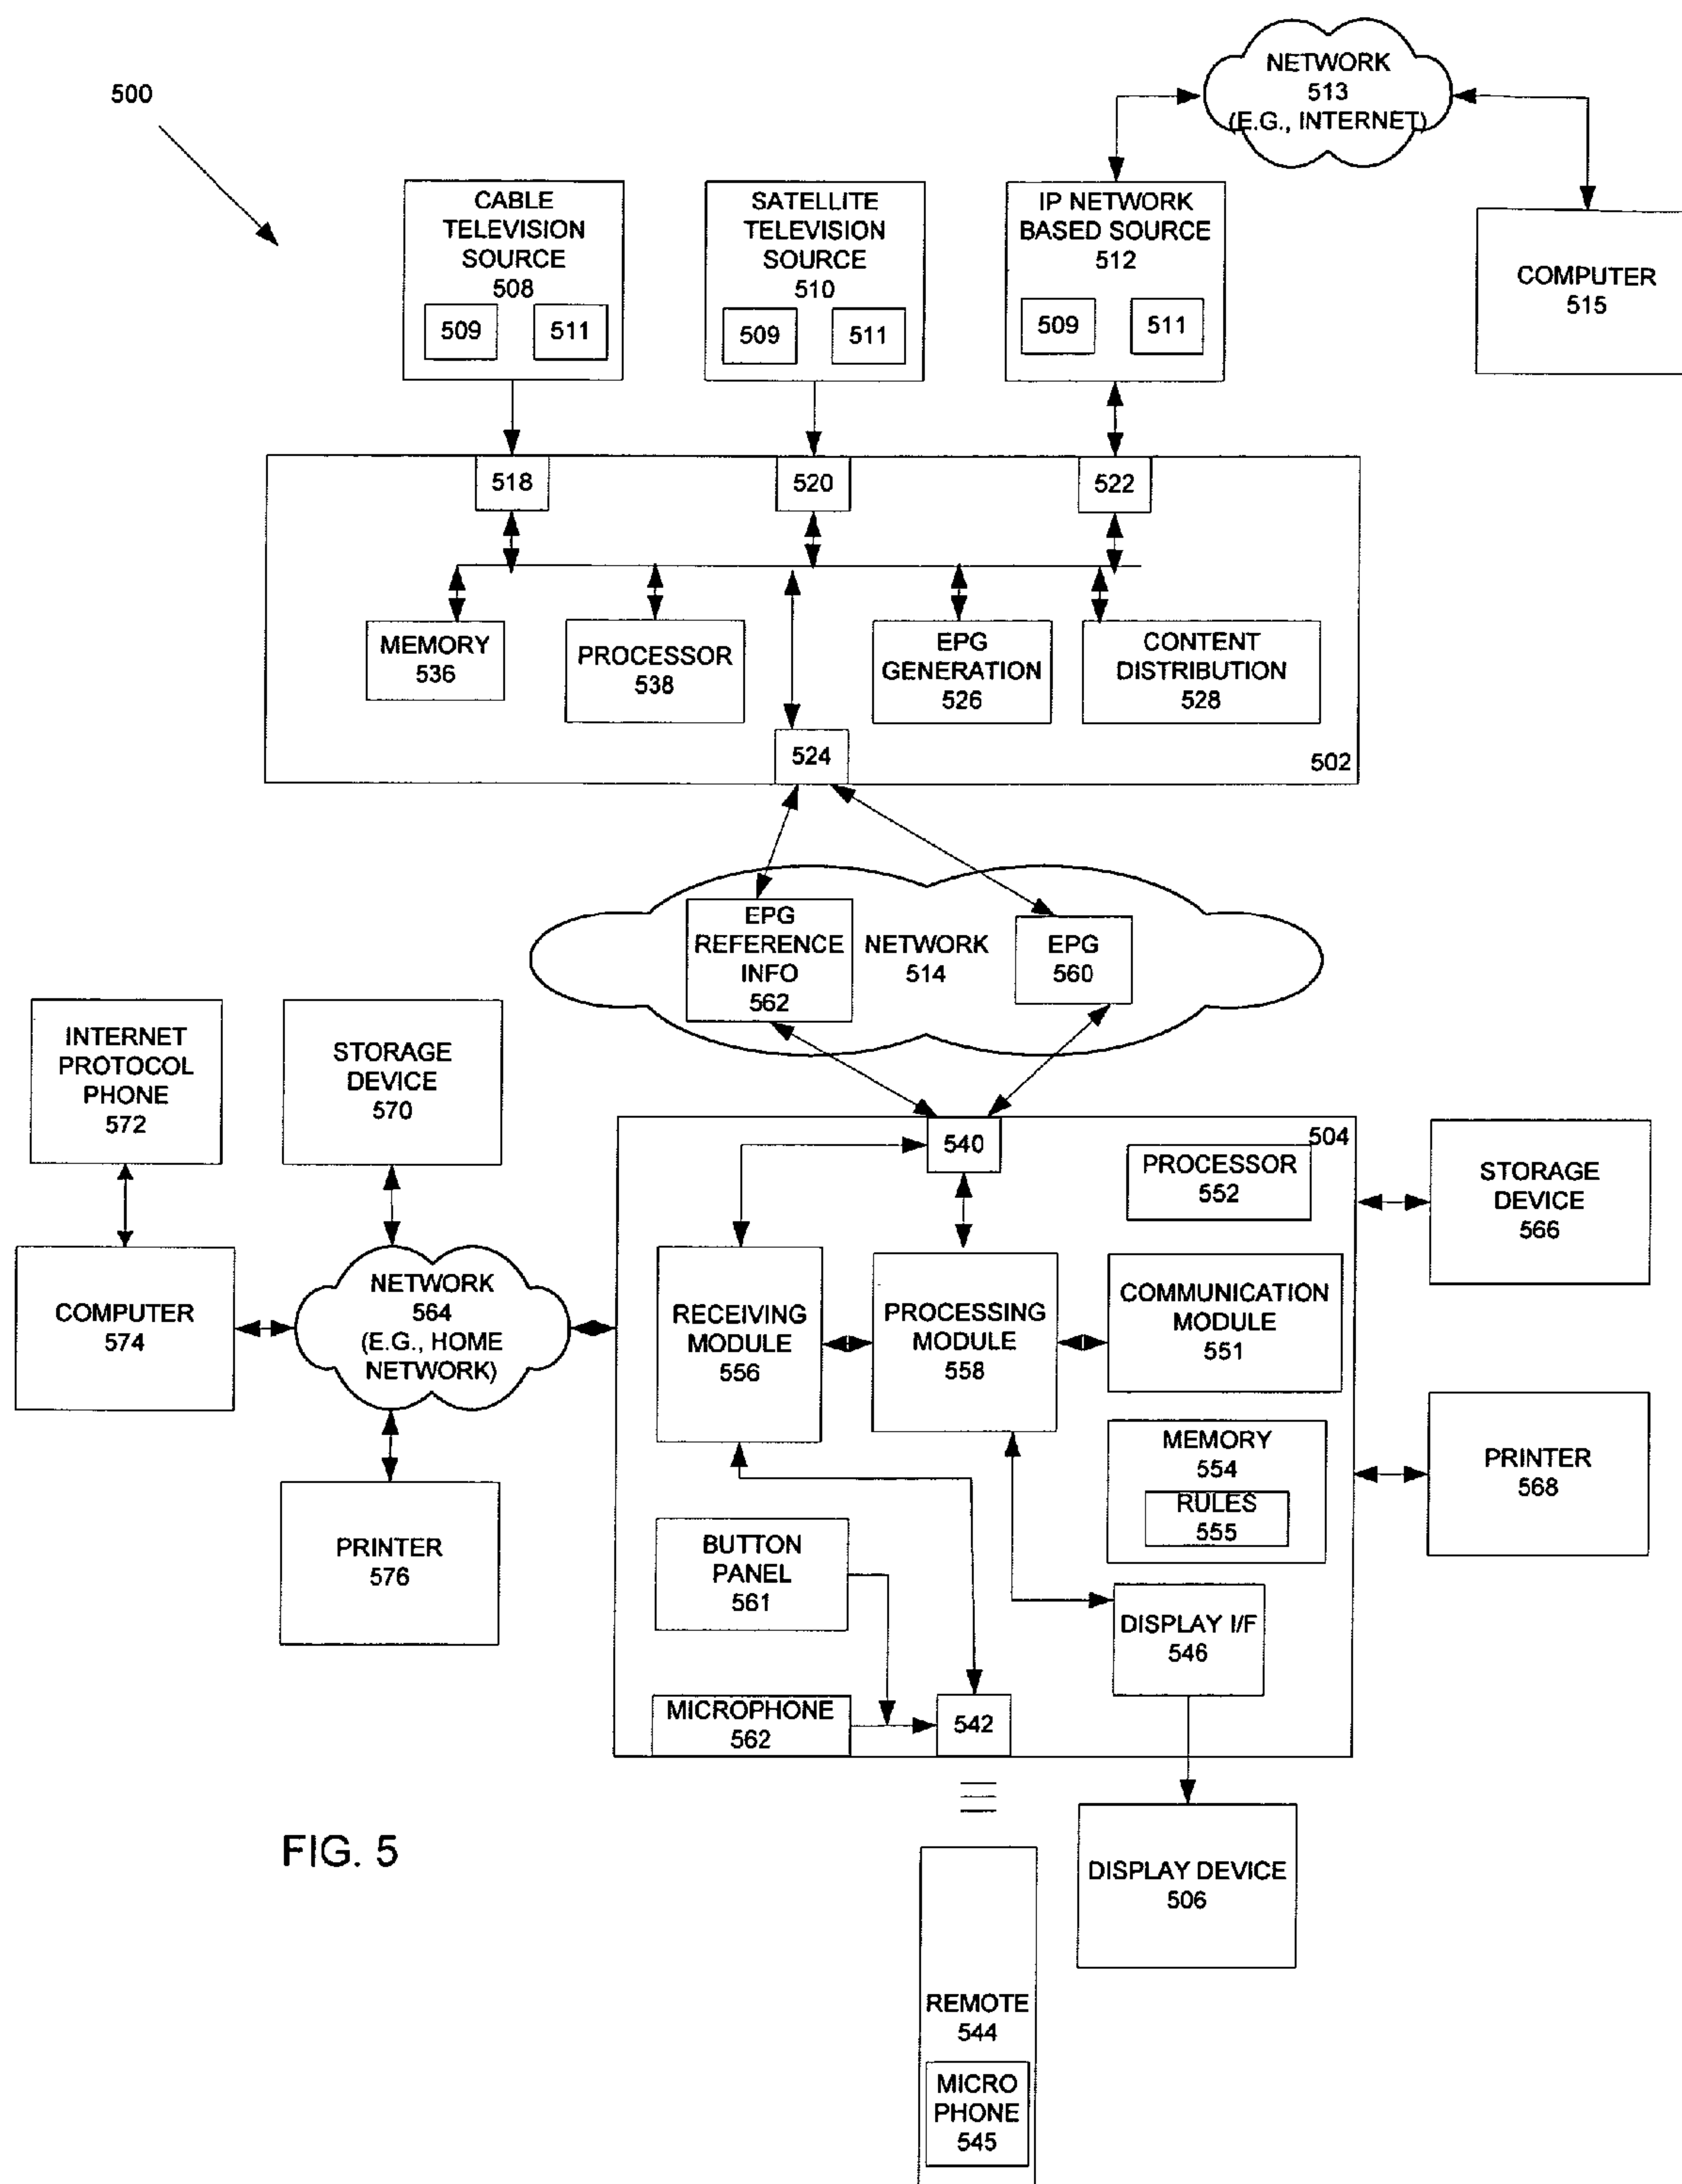 500
NETWORK
513
(E.G., INTERNET)
CABLE
TELEVISION
SOURCE
508
509
511
SATELLITE
TELEVISION
SOURCE
510
509
511
IP NETWORK
BASED SOURCE
512
509
511
COMPUTER
515
518
520
522
MEMORY
536
PROCESSOR
538
EPG
GENERATION
526
CONTENT
DISTRIBUTION
528
524
502
EPG
REFERENCE
INFO
562
NETWORK
514
EPG
560
INTERNET
PROTOCOL
PHONE
572
STORAGE
DEVICE
570
COMPUTER
574
NETWORK
564
(E.G., HOME
NETWORK)
PRINTER
576
540
504
PROCESSOR
552
RECEIVING
MODULE
556
PROCESSING
MODULE
558
COMMUNICATION
MODULE
551
MEMORY
554
RULES
555
BUTTON
PANEL
561
DISPLAY I/F
546
MICROPHONE
562
542
STORAGE
DEVICE
566
PRINTER
568
DISPLAY DEVICE
506
REMOTE
544
MICRO
PHONE
545
FIG. 5